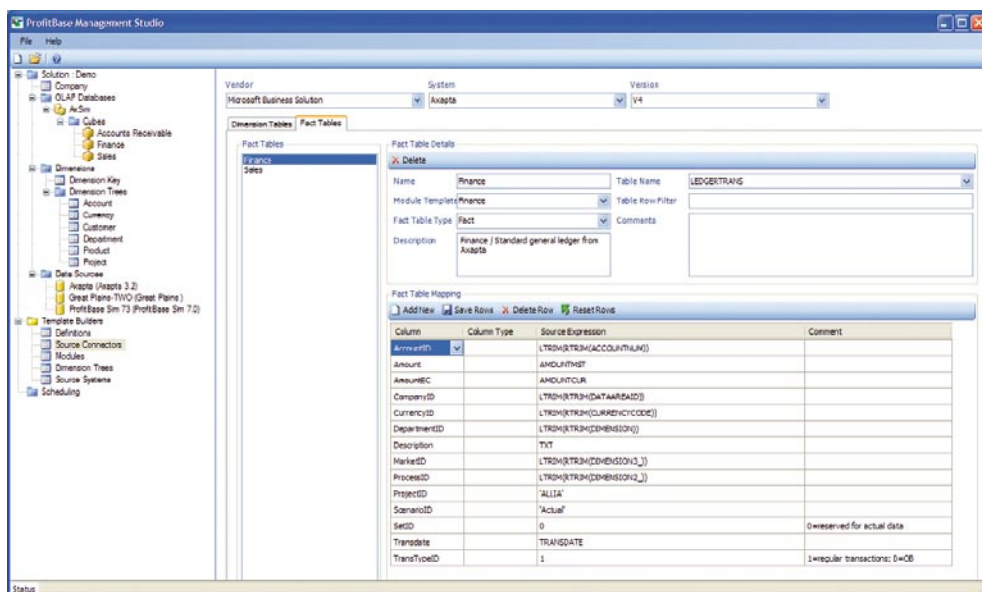 ProfitBase Management Studio
File Help
Solution : Demo
Company
OLAP Databases
AxSim
Cubes
Accounts Receivable
Finance
Sales
Dimensions
Dimension Key
Dimension Trees
Account
Currency
Customer
Department
Product
Project
Data Sources
Axapta (Axapta 3.2)
Great Plains-TWO (Great Plains )
ProfitBase Sim 73 (ProfitBase Sim 7.0)
Template Builders
Definitions
Source Connectors
Modules
Dimension Trees
Source Systems
Scheduling
Vendor System Version
Microsoft Business Solution Axapta V4
Dimension Tables Fact Tables
Fact Tables
Finance
Sales
Fact Table Details
Delete
Name Finance Table Name LEDGERTRANS
Module Template Finance Table Row Filter
Fact Table Type Fact Comments
Description Finance / Standard general ledger from
Axapta
Fact Table Mapping
Add New Save Rows Delete Row Reset Rows
Column Column Type Source Expression Comment
AccountID LTRIM(RTRIM(ACCOUNTNUM))
Amount AMOUNTMST
AmountEC AMOUNTCUR
CompanyID LTRIM(RTRIM(DATAAREAID))
CurrencyID LTRIM(RTRIM(CURRENCYCODE))
DepartmentID LTRIM(RTRIM(DIMENSION))
Description TXT
MarketID LTRIM(RTRIM(DIMENSION3_))
ProcessID LTRIM(RTRIM(DIMENSION2_))
ProjectID 'ALLIA'
ScenarioID 'Actual'
SetID 0 0=reserved for actual data
Transdate TRANSDATE
TransTypeID 1 1=regular transactions; 0=OB
Status